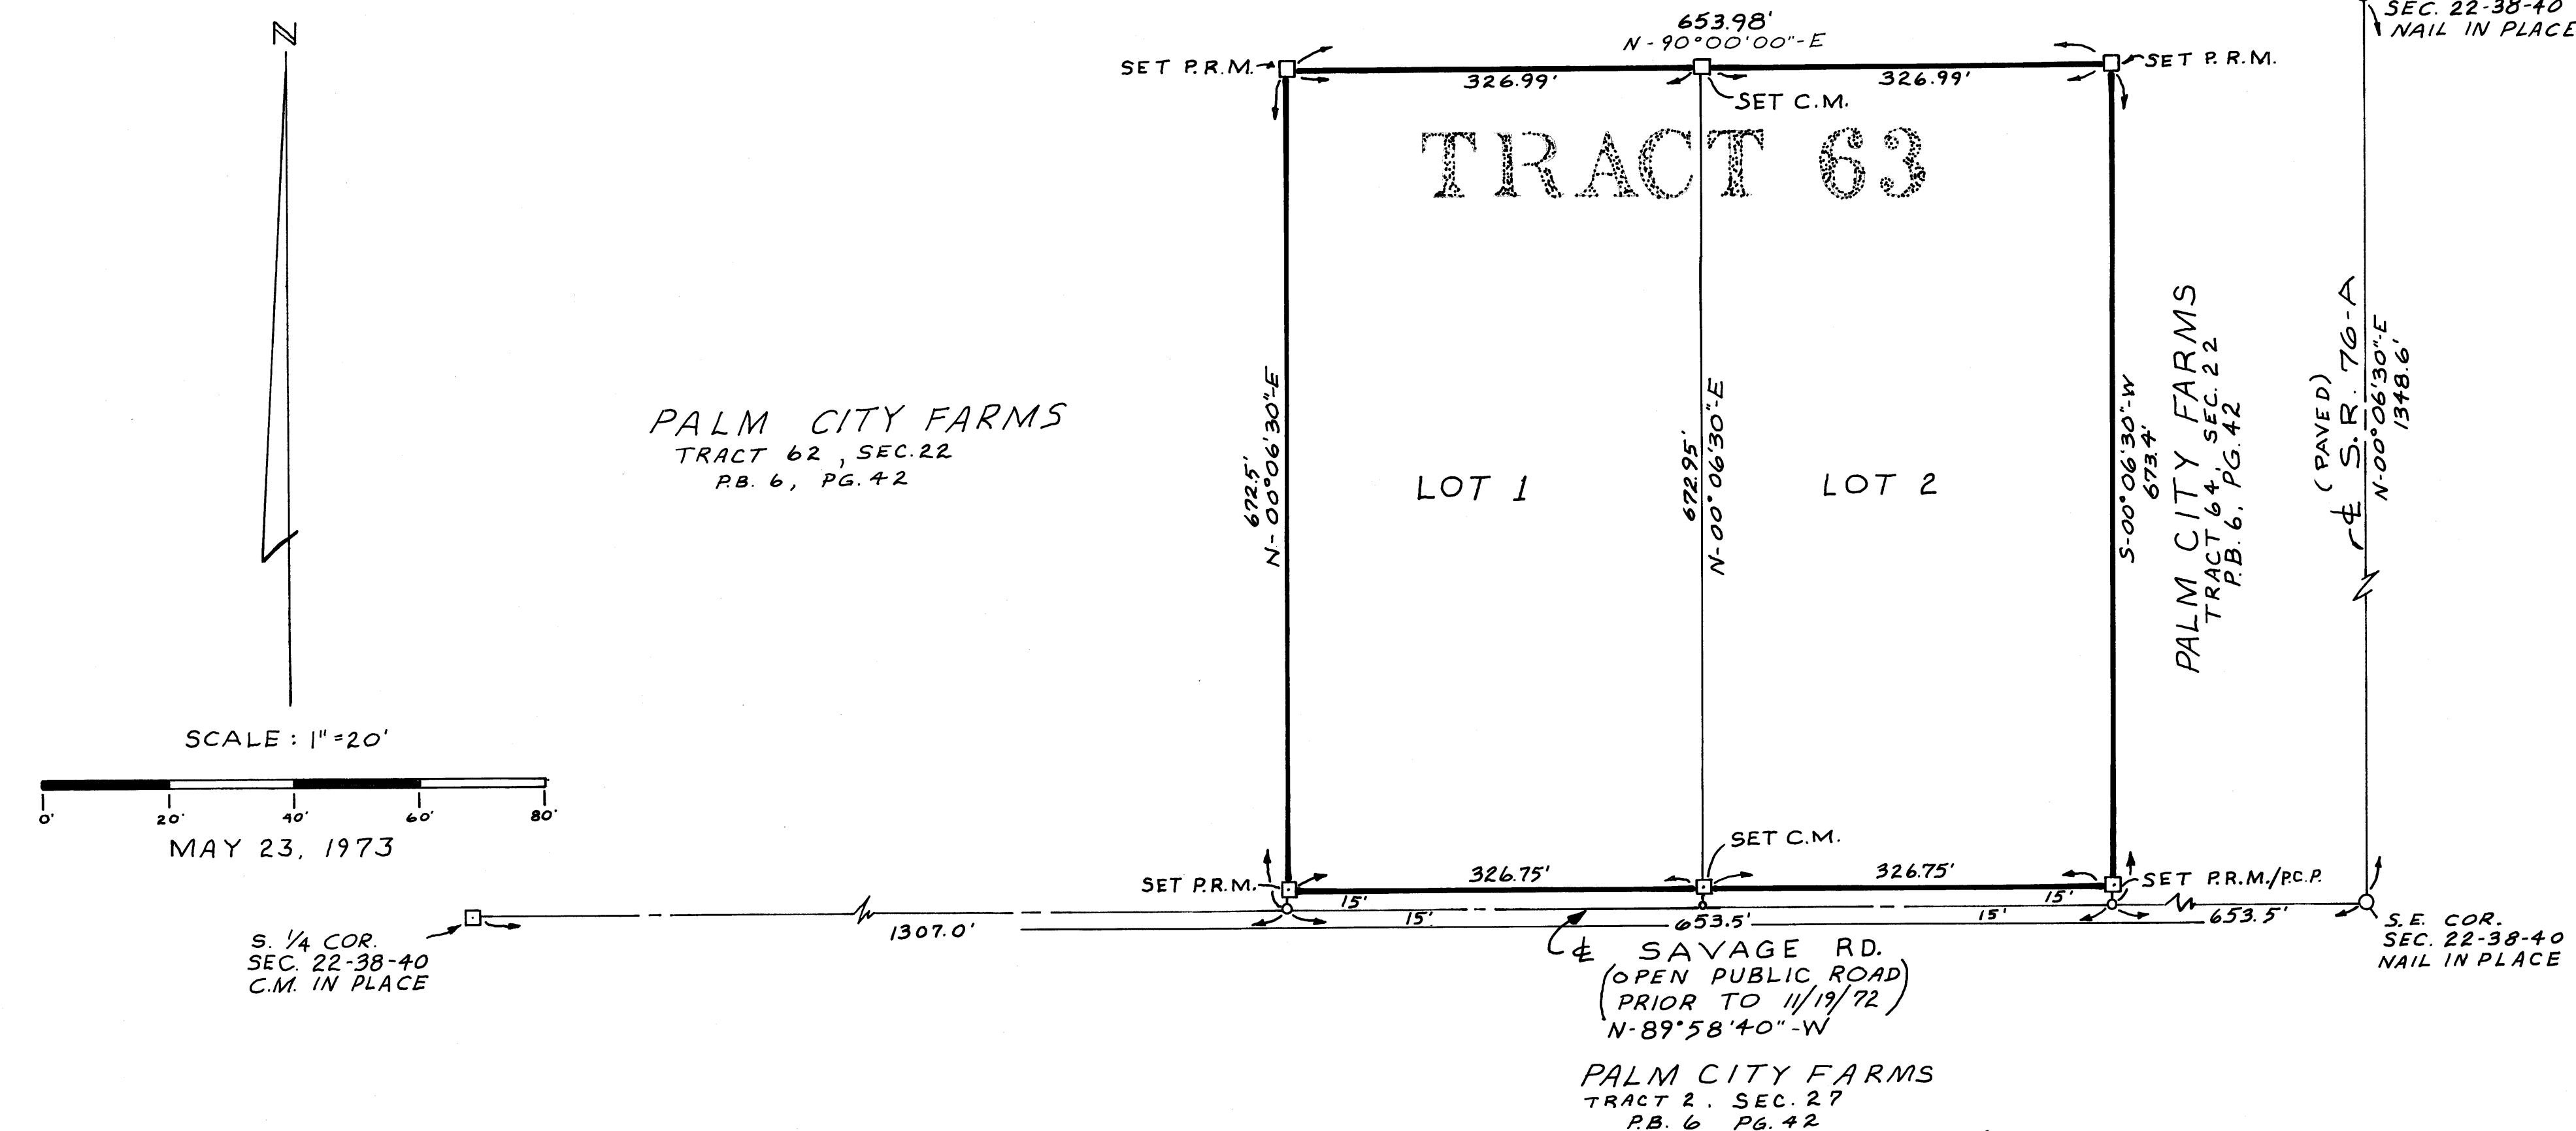 N
653.98'
N-90°00'00"-E
SEC. 22-38-40
NAIL IN PLACE
SET P.R.M.
326.99'
326.99'
SET P.R.M.
SET C.M.
TRACT 63
PALM CITY FARMS
TRACT 62, SEC.22
P.B. 6, PG. 42
672.5'
N-00°06'30"-E
LOT 1
672.95'
N-00°06'30"-E
LOT 2
S-00°06'30"-W
673.4'
PALM CITY FARMS
TRACT 64, SEC. 22
P.B. 6, PG. 42
(PAVED)
℄ S.R. 76-A
N-00°06'30"-E
1348.6'
SCALE: 1"=20'
0' 20' 40' 60' 80'
MAY 23, 1973
SET C.M.
SET P.R.M.
326.75'
326.75'
SET P.R.M./P.C.P.
15'
15'
15'
15'
1307.0'
653.5'
653.5'
S. 1/4 COR.
SEC. 22-38-40
C.M. IN PLACE
S.E. COR.
SEC. 22-38-40
NAIL IN PLACE
℄ SAVAGE RD.
(OPEN PUBLIC ROAD
PRIOR TO 11/19/72)
N-89°58'40"-W
PALM CITY FARMS
TRACT 2, SEC. 27
P.B. 6 PG. 42